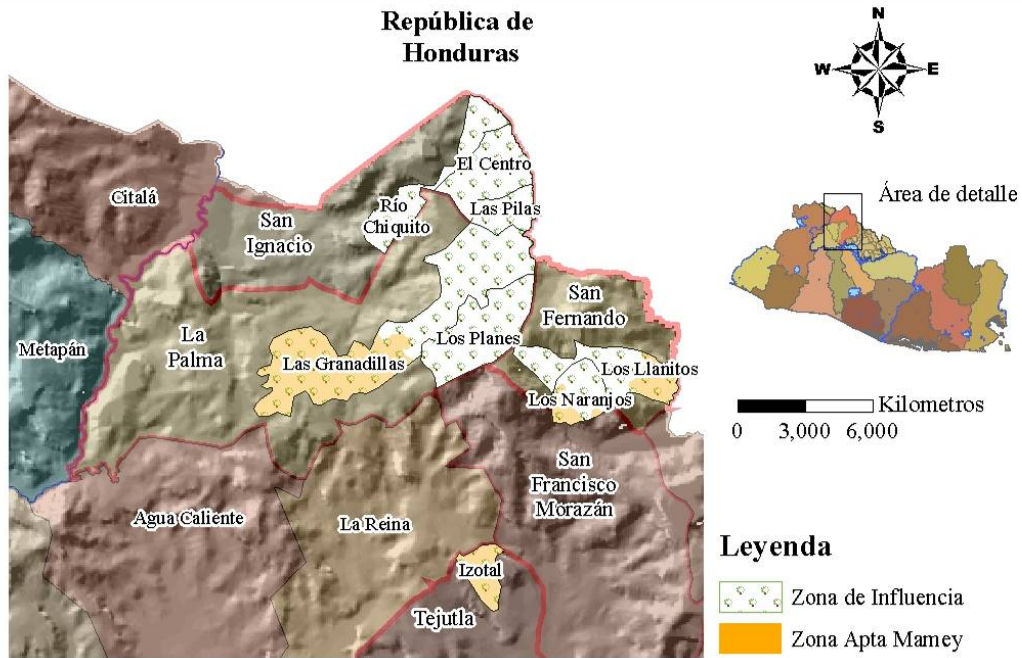 República de
Honduras
N
W
E
S
Citalá
El Centro
Río
Chiquito
Las Pilas
San
Ignacio
Área de detalle
San
Fernando
Metapán
La
Palma
Los Planes
Las Granadillas
Los Llanitos
Los Naranjos
Kilometros
0
3,000
6,000
San
Francisco
Morazán
Agua Caliente
La Reina
Leyenda
Izotal
Zona de Influencia
Tejutla
Zona Apta Mamey